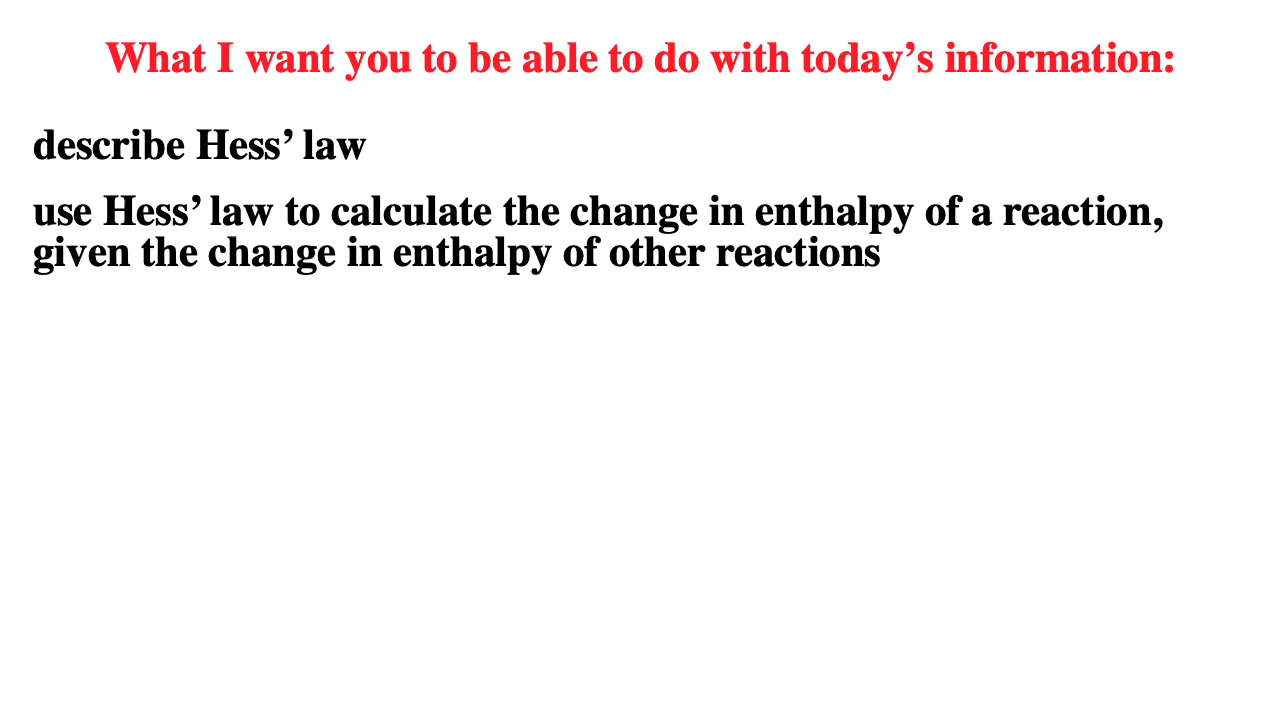 What I want you to be able to do with today’s information:
describe Hess’ law
use Hess’ law to calculate the change in enthalpy of a reaction,
given the change in enthalpy of other reactions